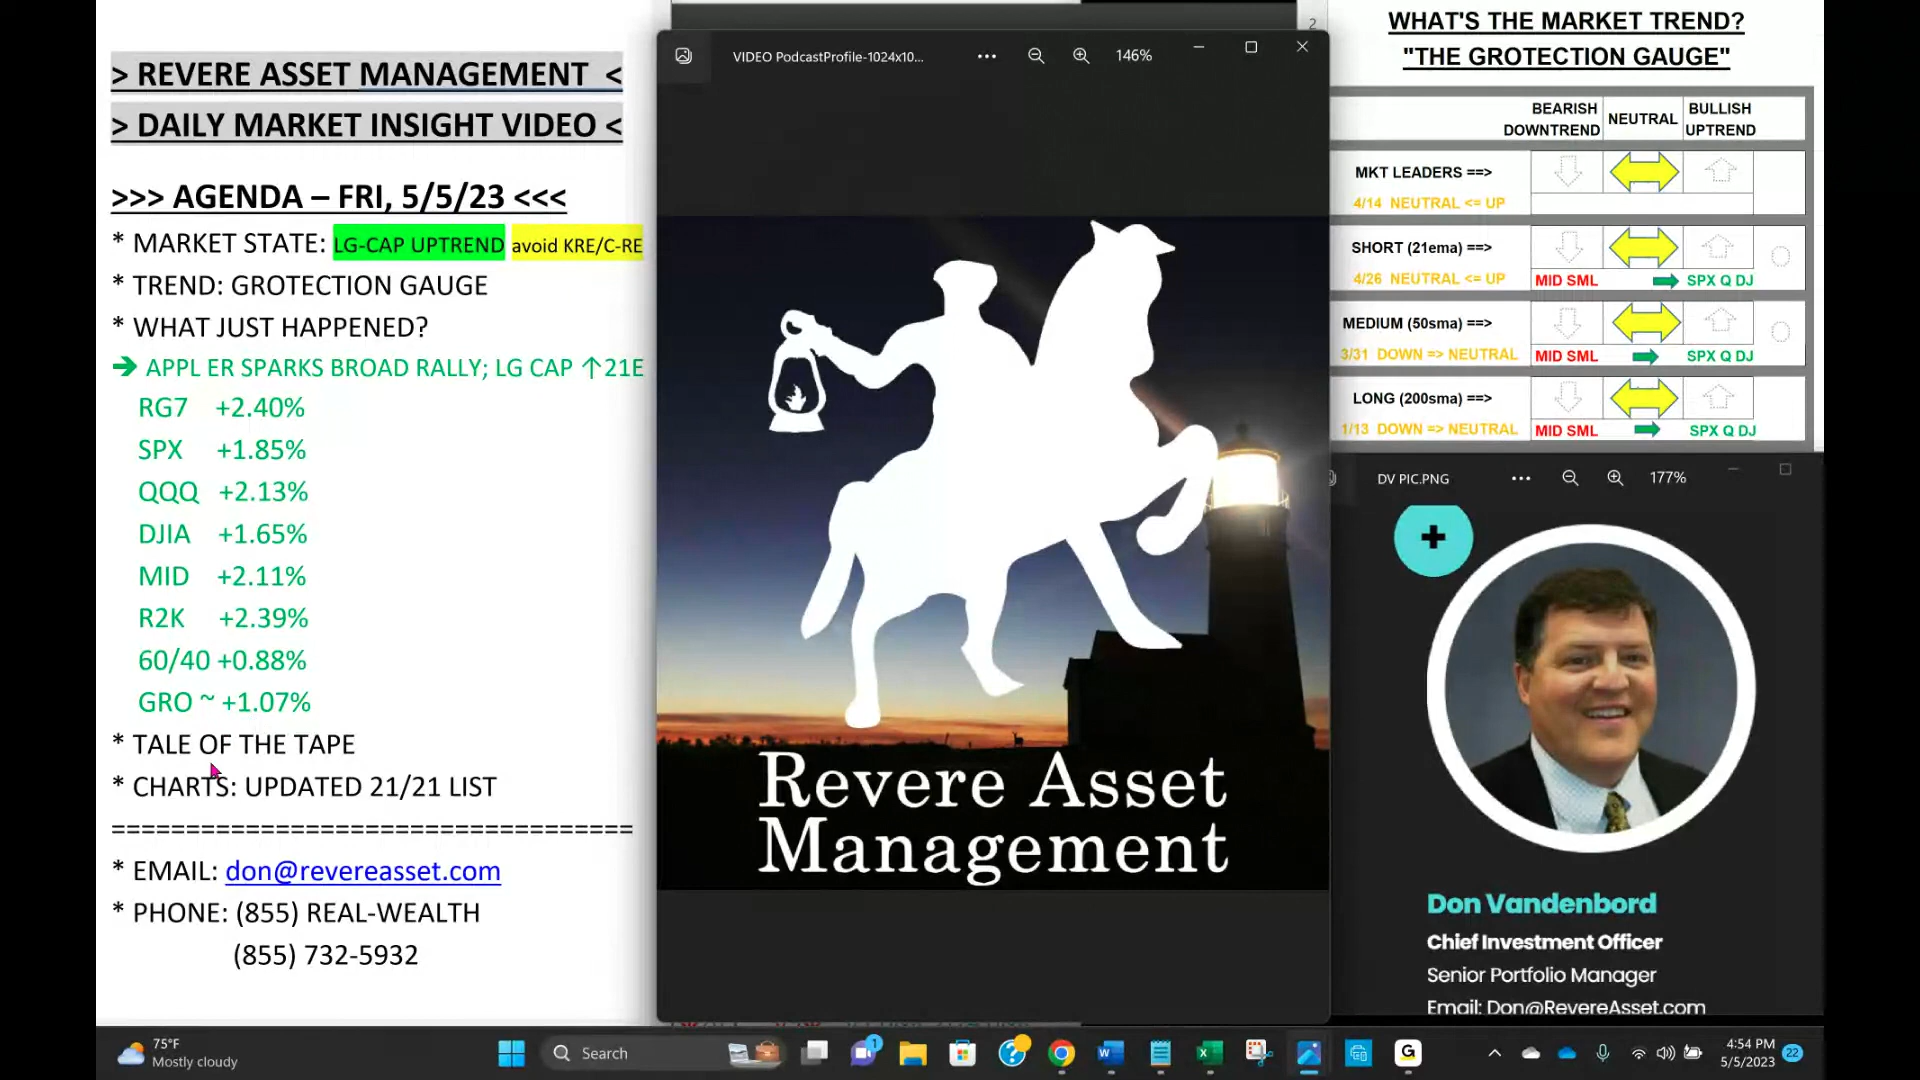 > REVERE ASSET MANAGEMENT <
> DAILY MARKET INSIGHT VIDEO <
>>> AGENDA – FRI, 5/5/23 <<<
* MARKET STATE: LG-CAP UPTREND avoid KRE/C-RE
* TREND: GROTECTION GAUGE
* WHAT JUST HAPPENED?
➔ APPL ER SPARKS BROAD RALLY; LG CAP ↑21E
RG7 +2.40%
SPX +1.85%
QQQ +2.13%
DJIA +1.65%
MID +2.11%
R2K +2.39%
60/40 +0.88%
GRO ~ +1.07%
* TALE OF THE TAPE
* CHARTS: UPDATED 21/21 LIST
===================================
* EMAIL: don@revereasset.com
* PHONE: (855) REAL-WEALTH
(855) 732-5932
VIDEO PodcastProfile-1024x10...
146%
Revere Asset
Management
2
WHAT'S THE MARKET TREND?
"THE GROTECTION GAUGE"
BEARISH DOWNTREND NEUTRAL BULLISH UPTREND
MKT LEADERS ==>
4/14 NEUTRAL <= UP
SHORT (21ema) ==>
4/26 NEUTRAL <= UP MID SML SPX Q DJ
MEDIUM (50sma) ==>
3/31 DOWN => NEUTRAL MID SML SPX Q DJ
LONG (200sma) ==>
1/13 DOWN => NEUTRAL MID SML SPX Q DJ
DV PIC.PNG
177%
Don Vandenbord
Chief Investment Officer
Senior Portfolio Manager
Email: Don@RevereAsset.com
75°F
Mostly cloudy
Search
1
4:54 PM
5/5/2023
22